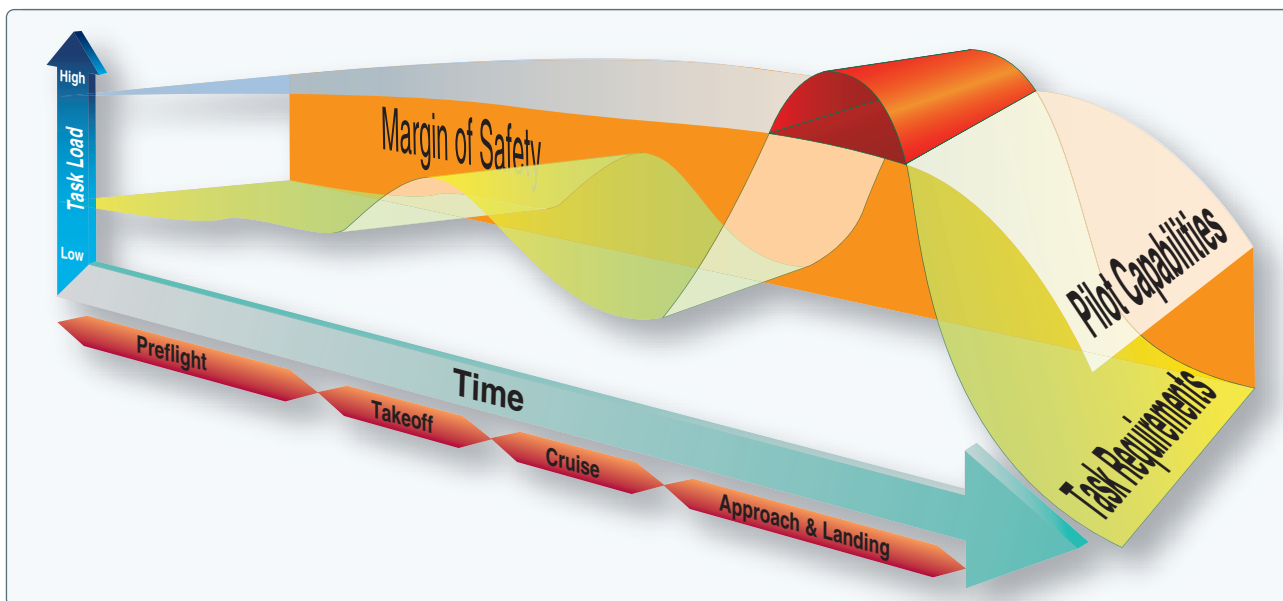 High
Task Load
Low
Margin of Safety
Pilot Capabilities
Task Requirements
Time
Preflight
Takeoff
Cruise
Approach & Landing